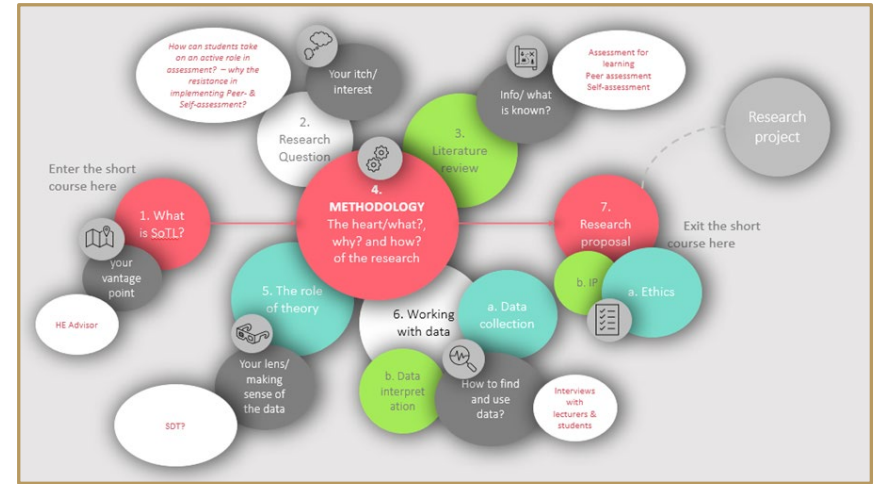 How can students take
on an active role in
assessment? – why the
resistance in
implementing Peer- &
Self-assessment?
Your itch/
interest
2.
Research
Question
Info/ what
is known?
Assessment for
learning
Peer assessment
Self-assessment
3.
Literature
review
Research
project
Enter the short
course here
1. What
is SoTL?
your
vantage
point
HE Advisor
4.
METHODOLOGY
The heart/what?,
why? and how?
of the research
7.
Research
proposal
Exit the short
course here
b. IP
a. Ethics
5. The role
of theory
Your lens/
making
sense of
the data
SDT?
6. Working
with data
a. Data
collection
b. Data
interpret
ation
How to find
and use
data?
Interviews
with
lecturers &
students